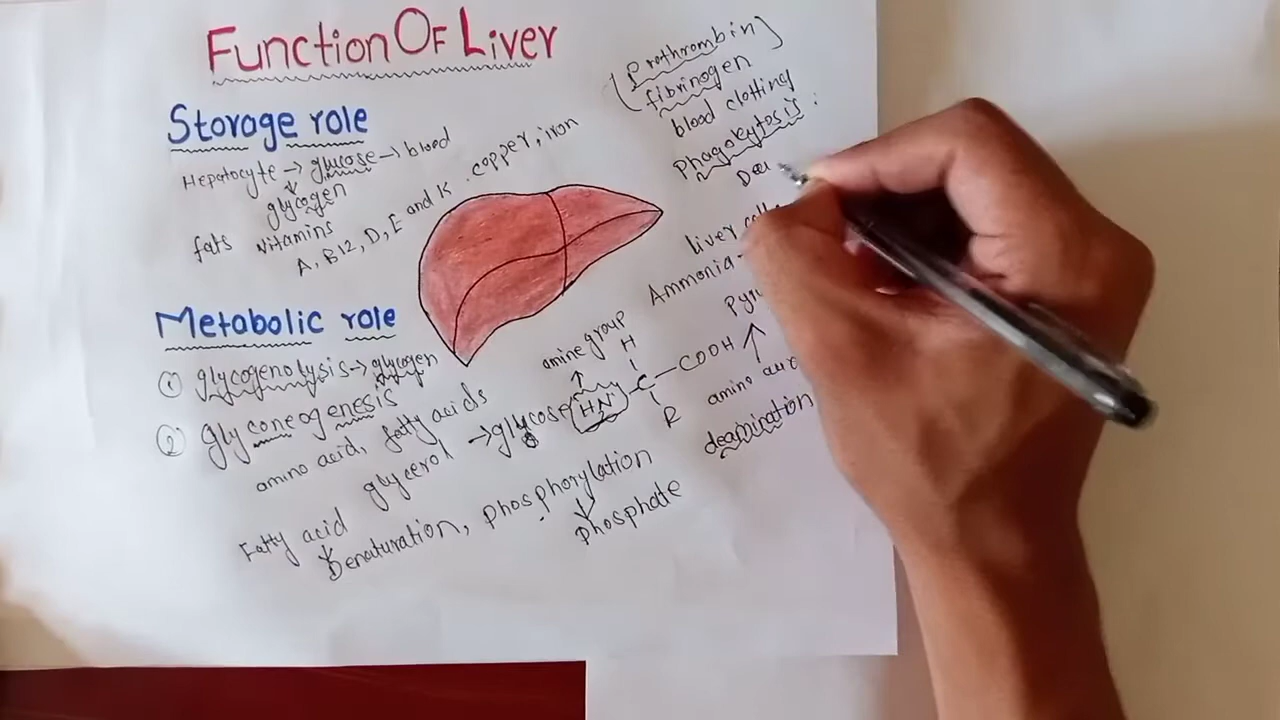 Function Of Liver
Storage role
Hepatocyte → glucose → blood
↓
glycogen
fats vitamins
A, B12, D, E and K . copper, iron
Metabolic role
① glycogenolysis → glycogen
② glyconeogenesis
amino acid, fatty acids
glycerol → glycose
Fatty acid
↓
Denaturation, phosphorylation
↓
phosphate
amine group
↑
H
HN C COOH
R
(Prothrombin)
fibrinogen
blood clotting
Phagocytosis :
liver
Ammonia
↑
amino
deamination